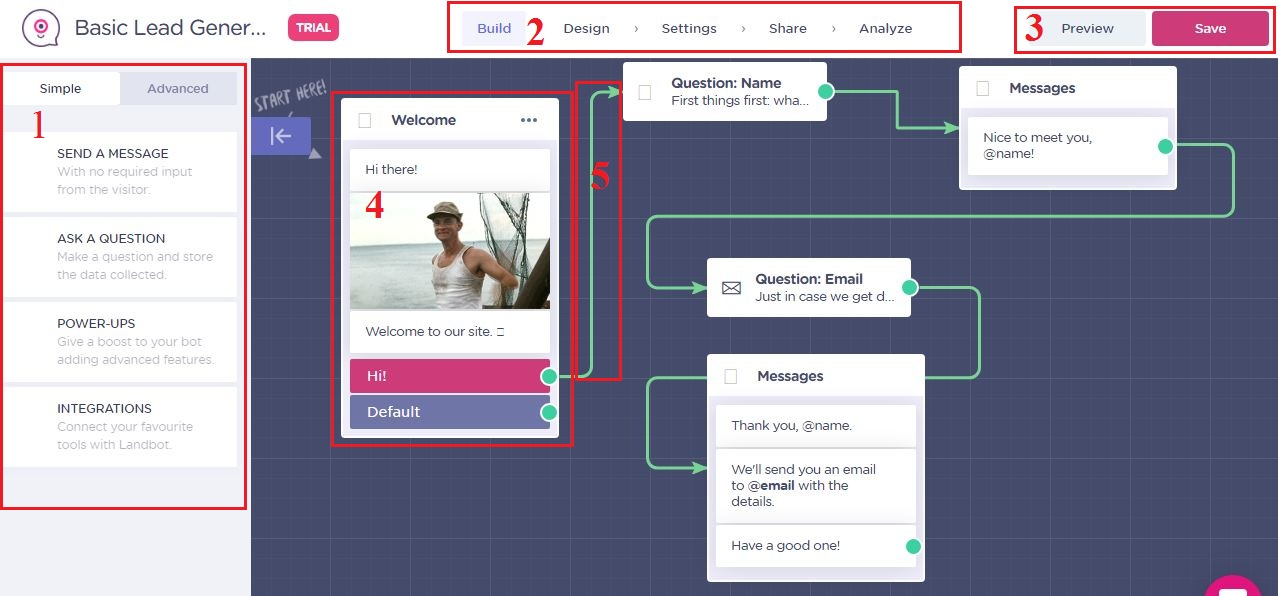 Basic Lead Gener...
TRIAL
Build
2
Design
Settings
Share
Analyze
3
Preview
Save
Simple
Advanced
1
SEND A MESSAGE
With no required input
from the visitor.
ASK A QUESTION
Make a question and store
the data collected.
POWER-UPS
Give a boost to your bot
adding advanced features.
INTEGRATIONS
Connect your favourite
tools with Landbot.
START HERE!
Welcome
Hi there!
4
Welcome to our site.
Hi!
Default
5
Question: Name
First things first: wha...
Messages
Nice to meet you,
@name!
Question: Email
Just in case we get d...
Messages
Thank you, @name.
We'll send you an email
to @email with the
details.
Have a good one!